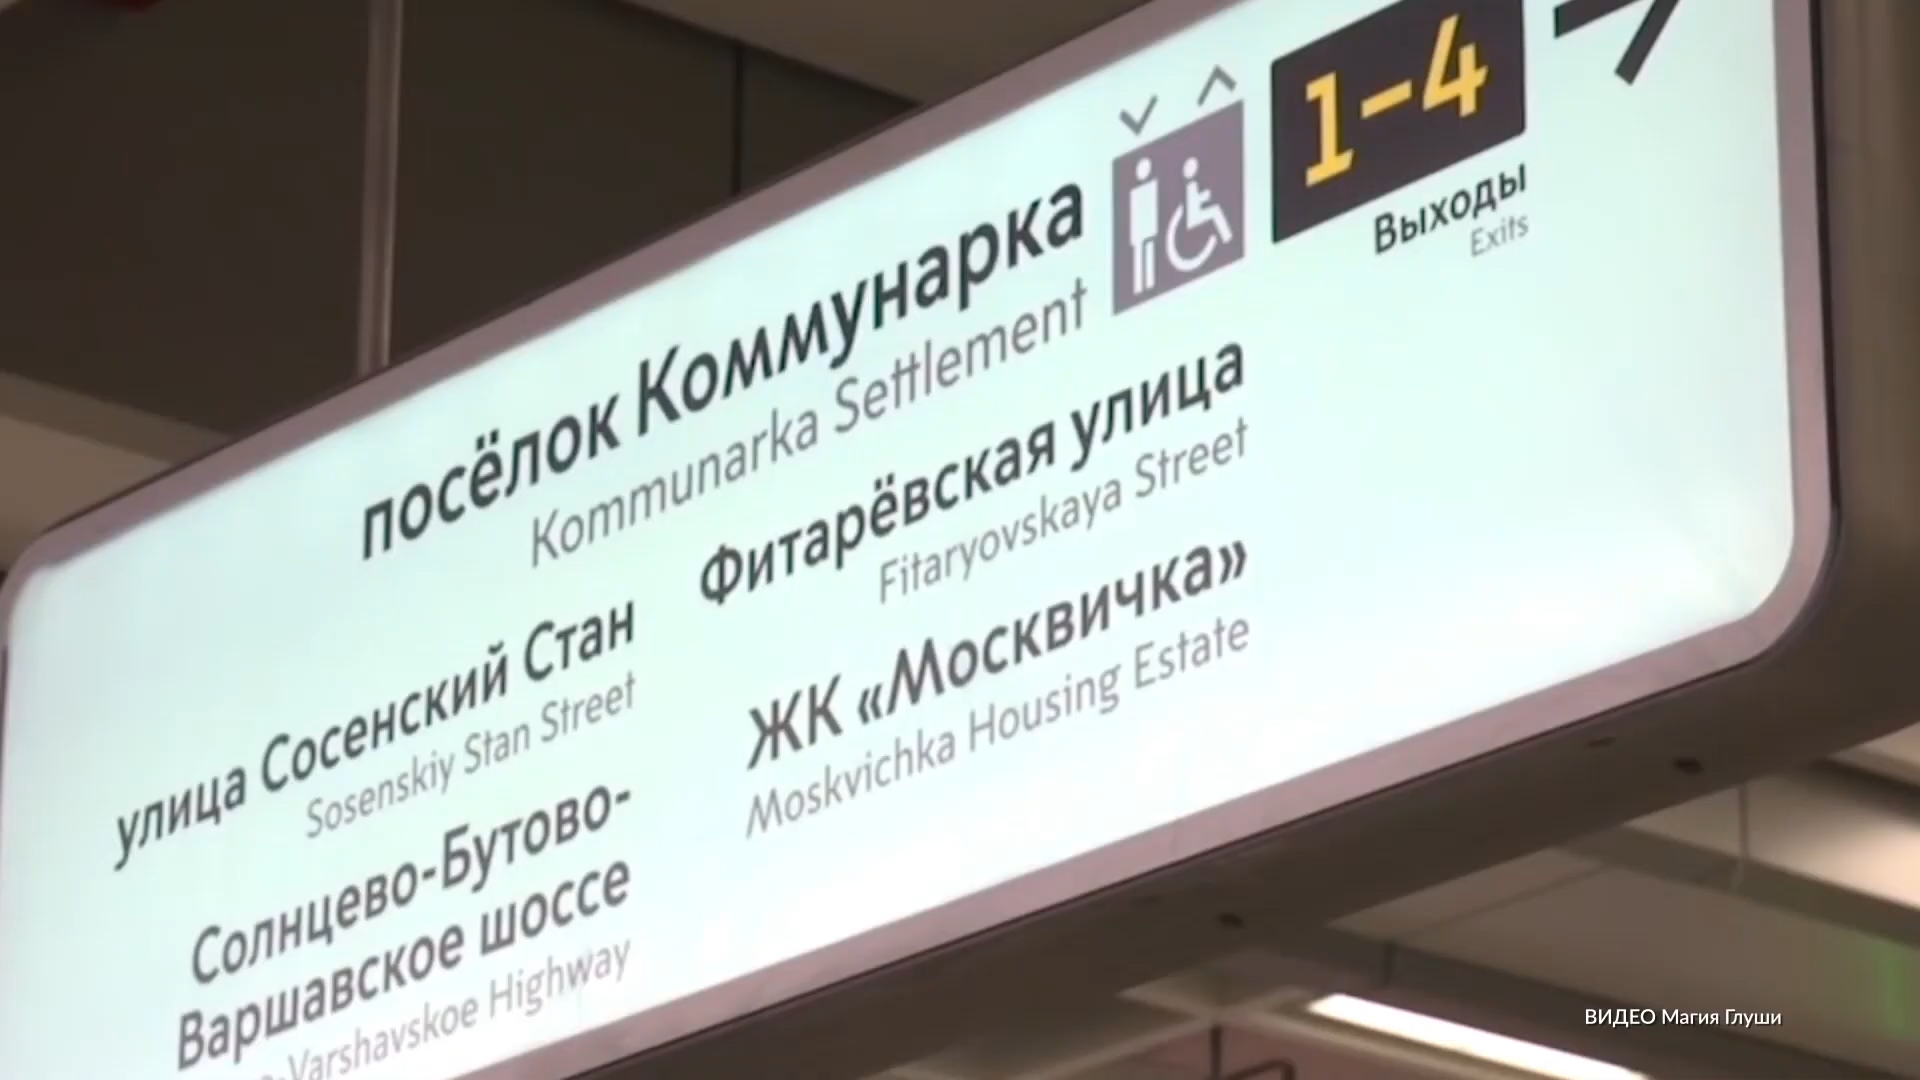 1-4
Выходы
Exits
посёлок Коммунарка
Kommunarka Settlement
улица Сосенский Стан
Sosenskiy Stan Street
Солнцево-Бутово-
Варшавское шоссе
-Varshavskoe Highway
Фитарёвская улица
Fitaryovskaya Street
ЖК «Москвичка»
Moskvichka Housing Estate
ВИДЕО Магия Глуши